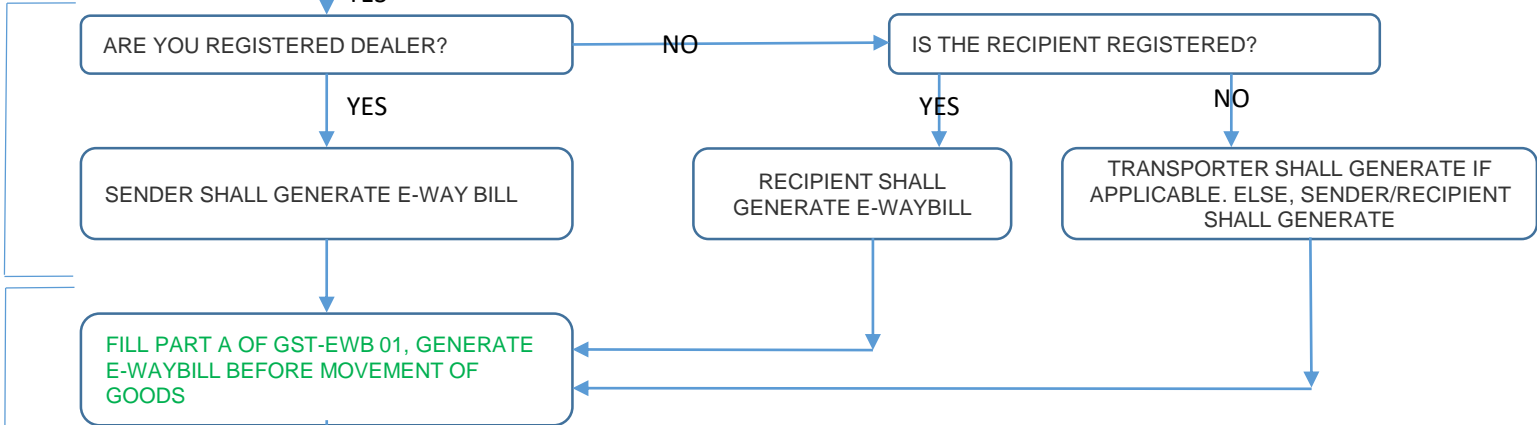 YES
ARE YOU REGISTERED DEALER?
NO
IS THE RECIPIENT REGISTERED?
YES
YES
NO
SENDER SHALL GENERATE E-WAY BILL
RECIPIENT SHALL
GENERATE E-WAYBILL
TRANSPORTER SHALL GENERATE IF
APPLICABLE. ELSE, SENDER/RECIPIENT
SHALL GENERATE
FILL PART A OF GST-EWB 01, GENERATE
E-WAYBILL BEFORE MOVEMENT OF
GOODS